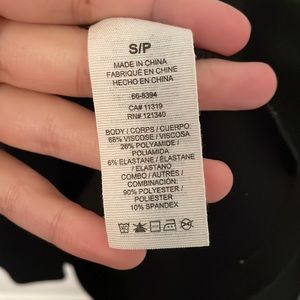 S/P
MADE IN CHINA
FABRIQUÉ EN CHINE
HECHO EN CHINA
66-8394
CA# 11319
RN# 121340
BODY / CORPS / CUERPO:
68% VISCOSE / VISCOSA
26% POLYAMIDE /
POLIAMIDA
6% ELASTANE / ÉLASTANE
/ ELASTANO
COMBO / AUTRES /
COMBINACIÓN:
90% POLYESTER /
POLIÉSTER
10% SPANDEX